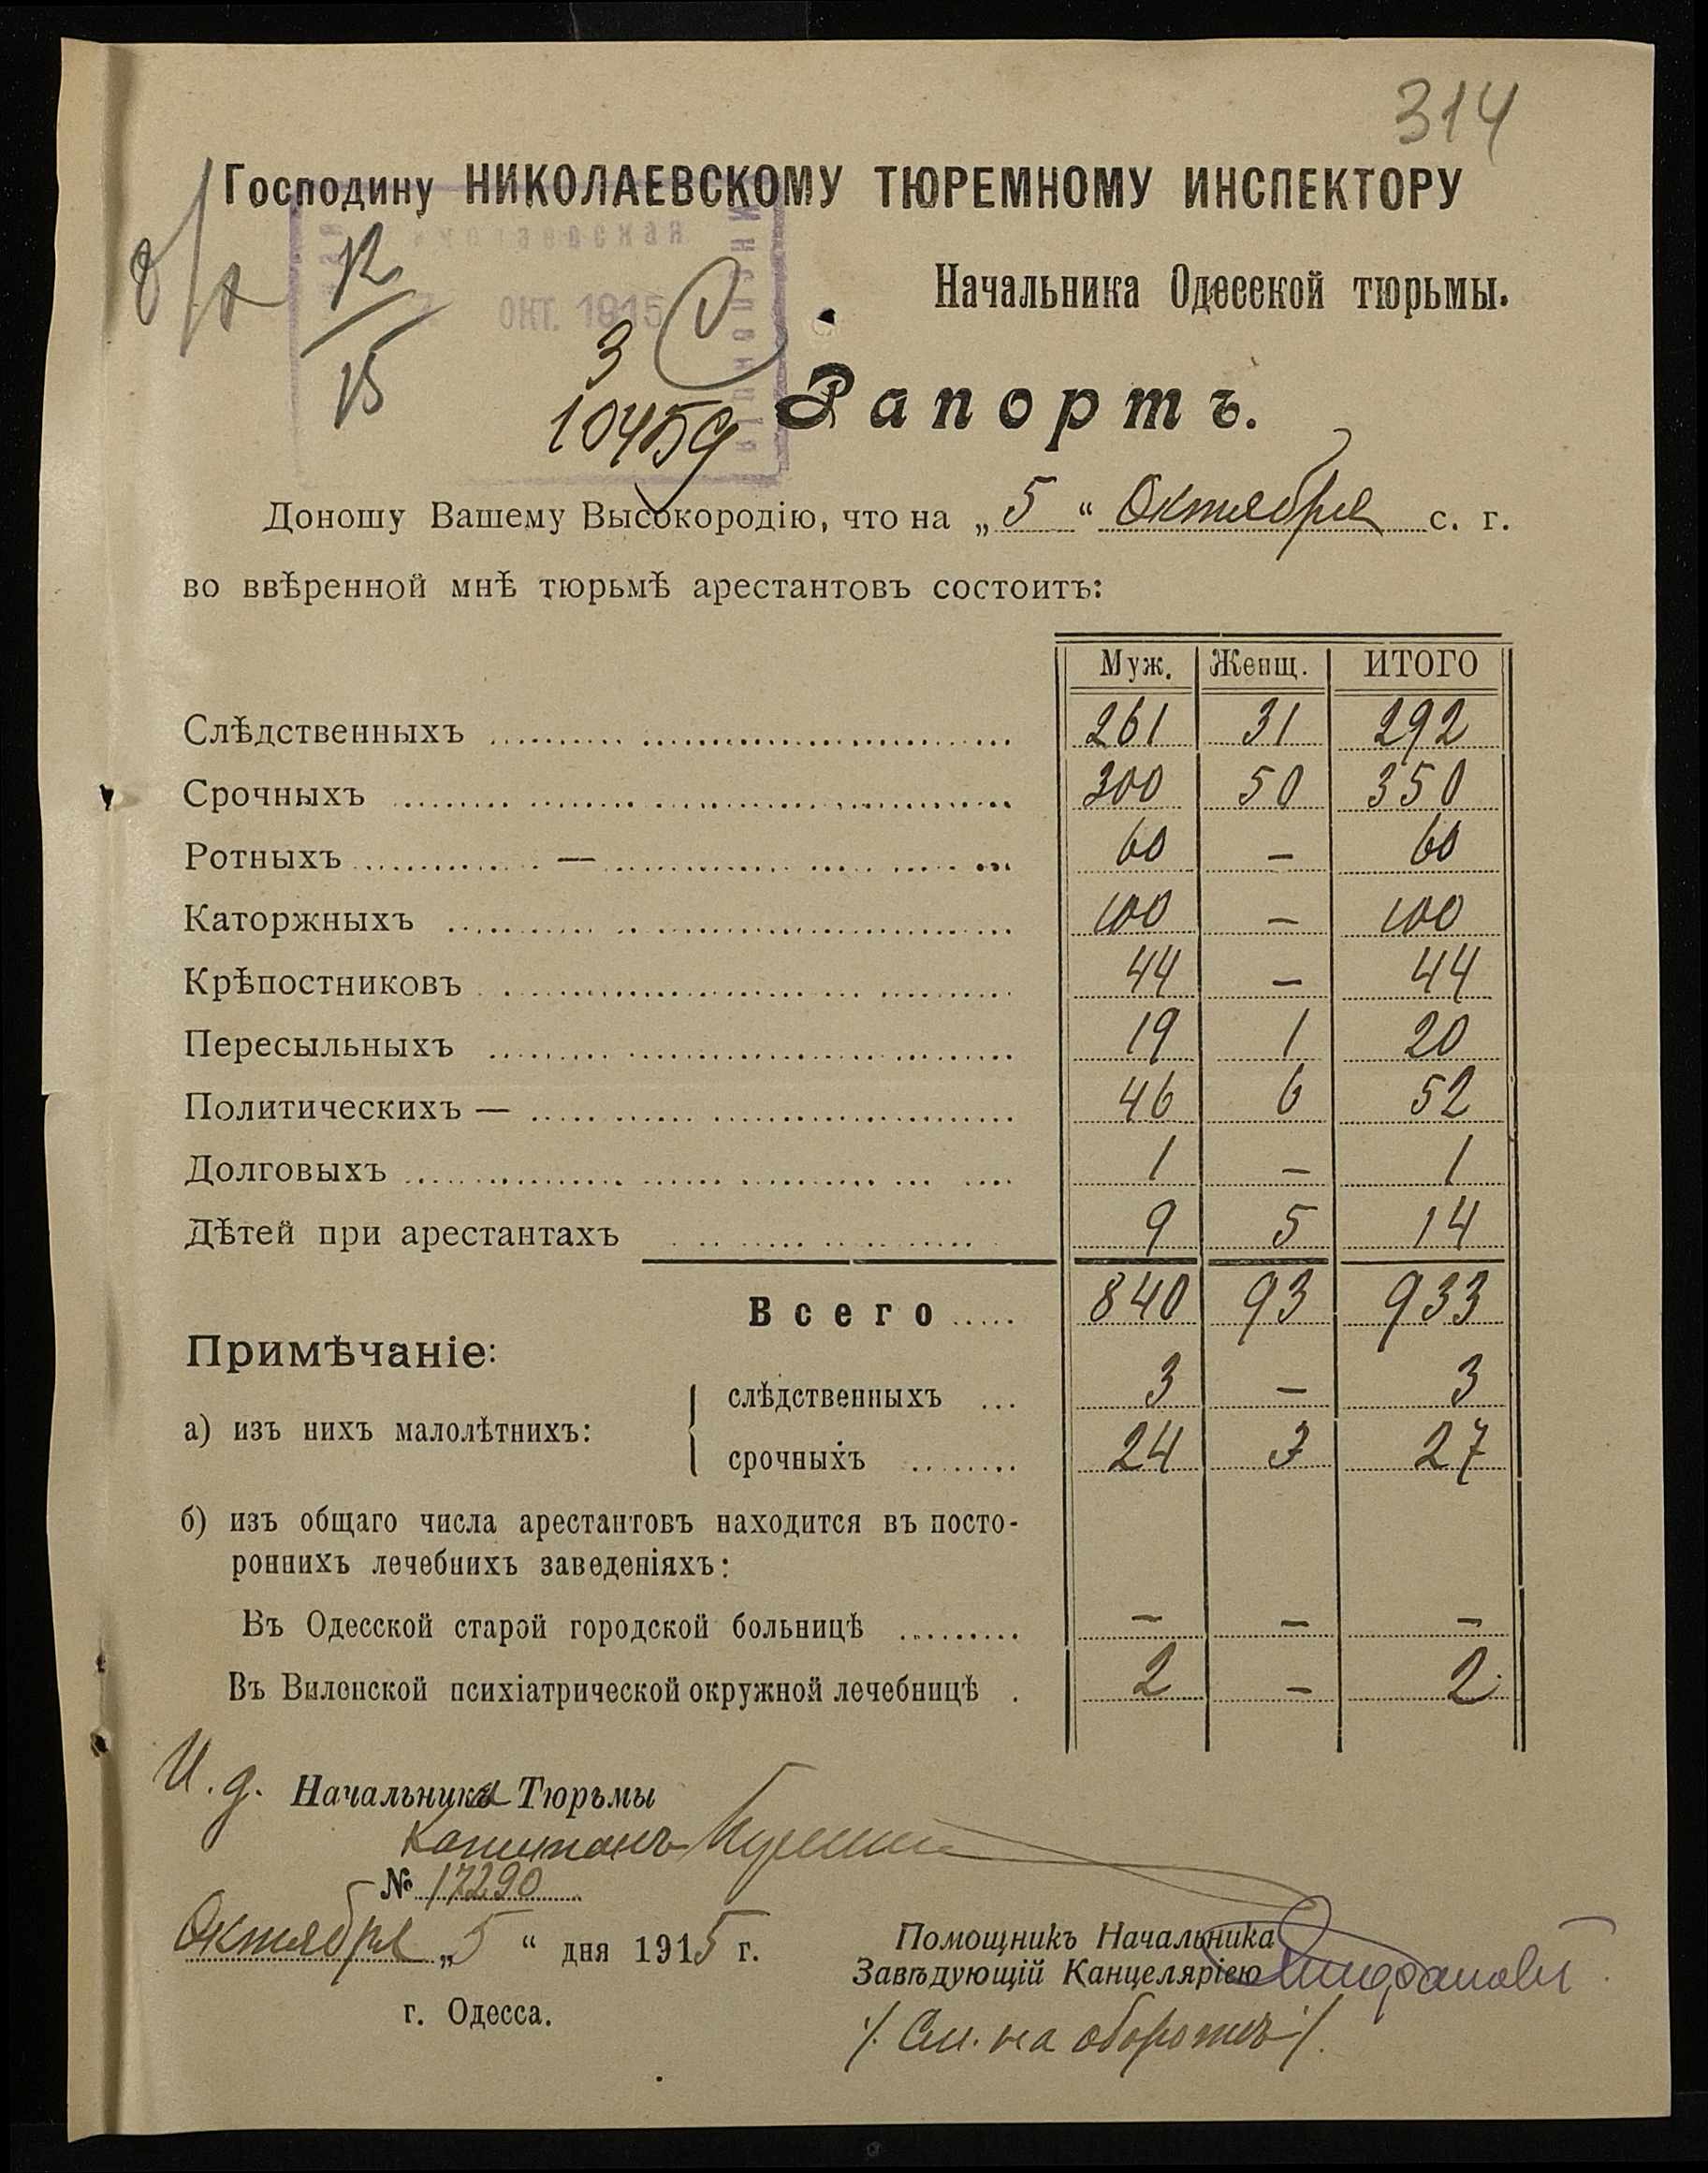 314
Господину НИКОЛАЕВСКОМУ ТЮРЕМНОМУ ИНСПЕКТОРУ
Начальника Одесской тюрьмы.
12
15
ОКТ. 1915
3
10459
Рапортъ.
Доношу Вашему Высокородію, что на „ 5 “ Октября с. г.
во ввѣренной мнѣ тюрьмѣ арестантовъ состоитъ:
Муж. Женщ. ИТОГО
Слѣдственныхъ 261 31 292
Срочныхъ 300 50 350
Ротныхъ — 60 — 60
Каторжныхъ 100 — 100
Крѣпостниковъ 44 — 44
Пересыльныхъ 19 1 20
Политическихъ — 46 6 52
Долговыхъ 1 — 1
Дѣтей при арестантахъ 9 5 14
Всего 840 93 933
Примѣчаніе:
а) изъ нихъ малолѣтнихъ:
слѣдственныхъ 3 — 3
срочныхъ 24 3 27
б) изъ общаго числа арестантовъ находится въ посто-
роннихъ лечебнихъ заведеніяхъ:
Въ Одесской старой городской больницѣ — — —
Въ Виленской психіатрической окружной лечебницѣ 2 — 2
И. д. Начальника Тюрьмы
Капитанъ
№ 17290
Октября „ 5 “ дня 1915 г.
г. Одесса.
Помощникъ Начальника
Завѣдующій Канцеляріею
/. См. на оборотѣ /.